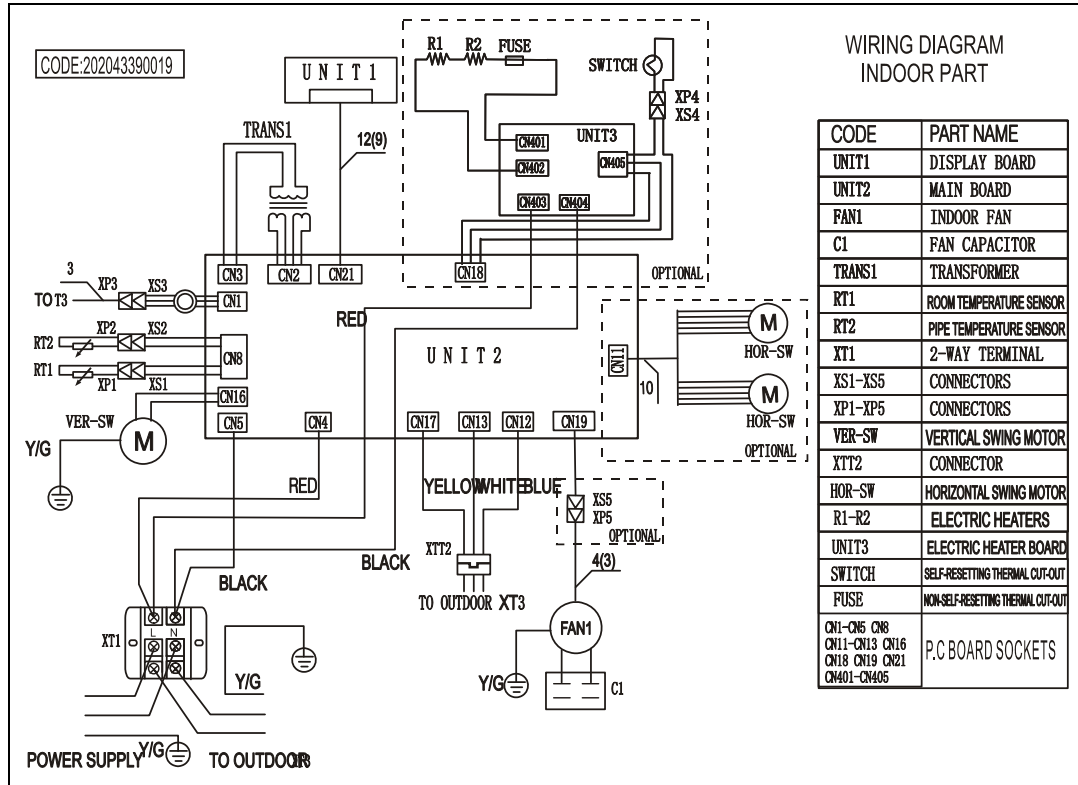 WIRING DIAGRAM
INDOOR PART
CODE:202043390019
UNIT1
12(9)
TRANS1
R1 R2 FUSE
SWITCH
XP4
XS4
UNIT3
CN401
CN402
CN405
CN403 CN404
CN18
OPTIONAL
CN3 CN2 CN21
3
XP3 XS3
TO T3
CN1
XP2 XS2
RT2
CN8
RT1
XP1 XS1
CN16
VER-SW
CN5
M
Y/G
CN4
RED
UNIT2
CN17 CN13 CN12 CN19
CN11
10
M
HOR-SW
M
HOR-SW
OPTIONAL
RED
YELLOW WHITE BLUE
XS5
XP5
OPTIONAL
BLACK
XTT2
BLACK
4(3)
TO OUTDOOR XT3
XT1
L N
FAN1
Y/G
C1
Y/G
POWER SUPPLY Y/G TO OUTDOOR
CODE PART NAME
UNIT1 DISPLAY BOARD
UNIT2 MAIN BOARD
FAN1 INDOOR FAN
C1 FAN CAPACITOR
TRANS1 TRANSFORMER
RT1 ROOM TEMPERATURE SENSOR
RT2 PIPE TEMPERATURE SENSOR
XT1 2-WAY TERMINAL
XS1-XS5 CONNECTORS
XP1-XP5 CONNECTORS
VER-SW VERTICAL SWING MOTOR
XTT2 CONNECTOR
HOR-SW HORIZONTAL SWING MOTOR
R1-R2 ELECTRIC HEATERS
UNIT3 ELECTRIC HEATER BOARD
SWITCH SELF-RESETTING THERMAL CUT-OUT
FUSE NON-SELF-RESETTING THERMAL CUT-OUT
CN1-CN5 CN8
CN11-CN13 CN16
CN18 CN19 CN21
CN401-CN405
P.C BOARD SOCKETS